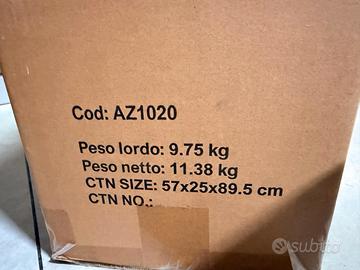 Cod: AZ1020
Peso lordo: 9.75 kg
Peso netto: 11.38 kg
CTN SIZE: 57x25x89.5 cm
CTN NO.:
subito